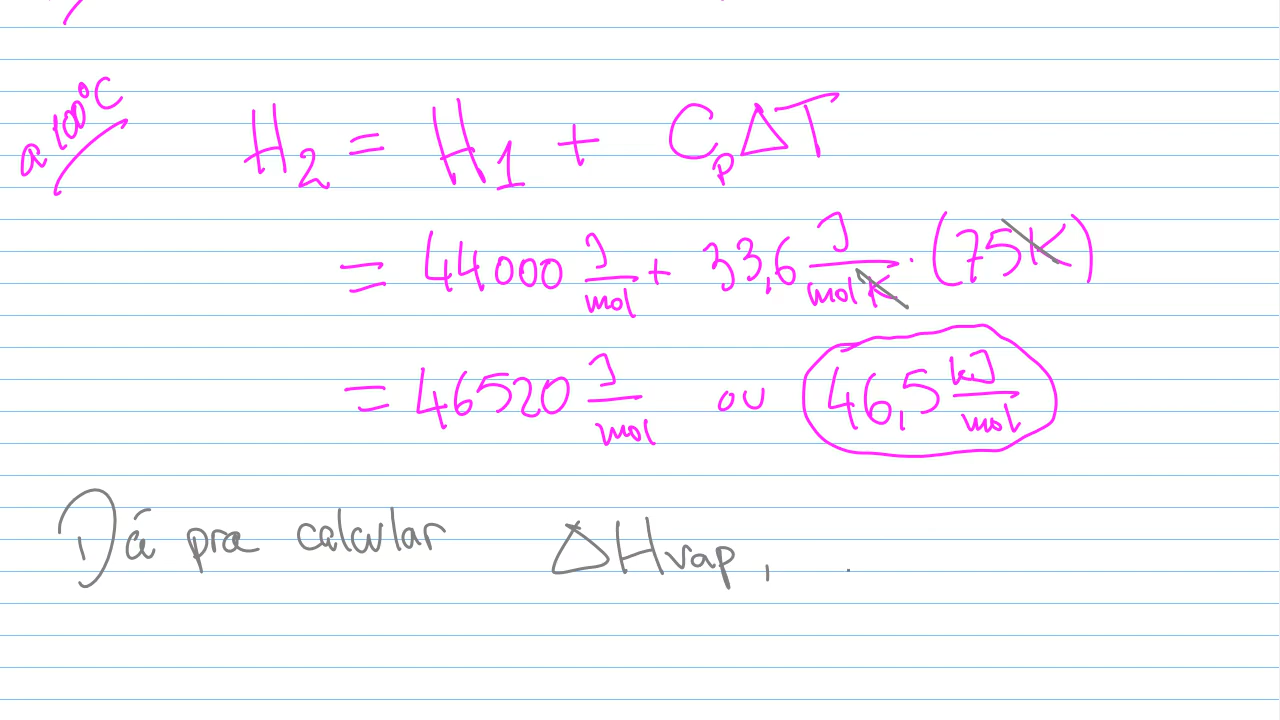 a 100°C
H₂ = H₁ + CpΔT
= 44000 J/mol + 33,6 J/mol K · (75K)
= 46520 J/mol ou 46,5 kJ/mol
Dá pra calcular ΔHvap,